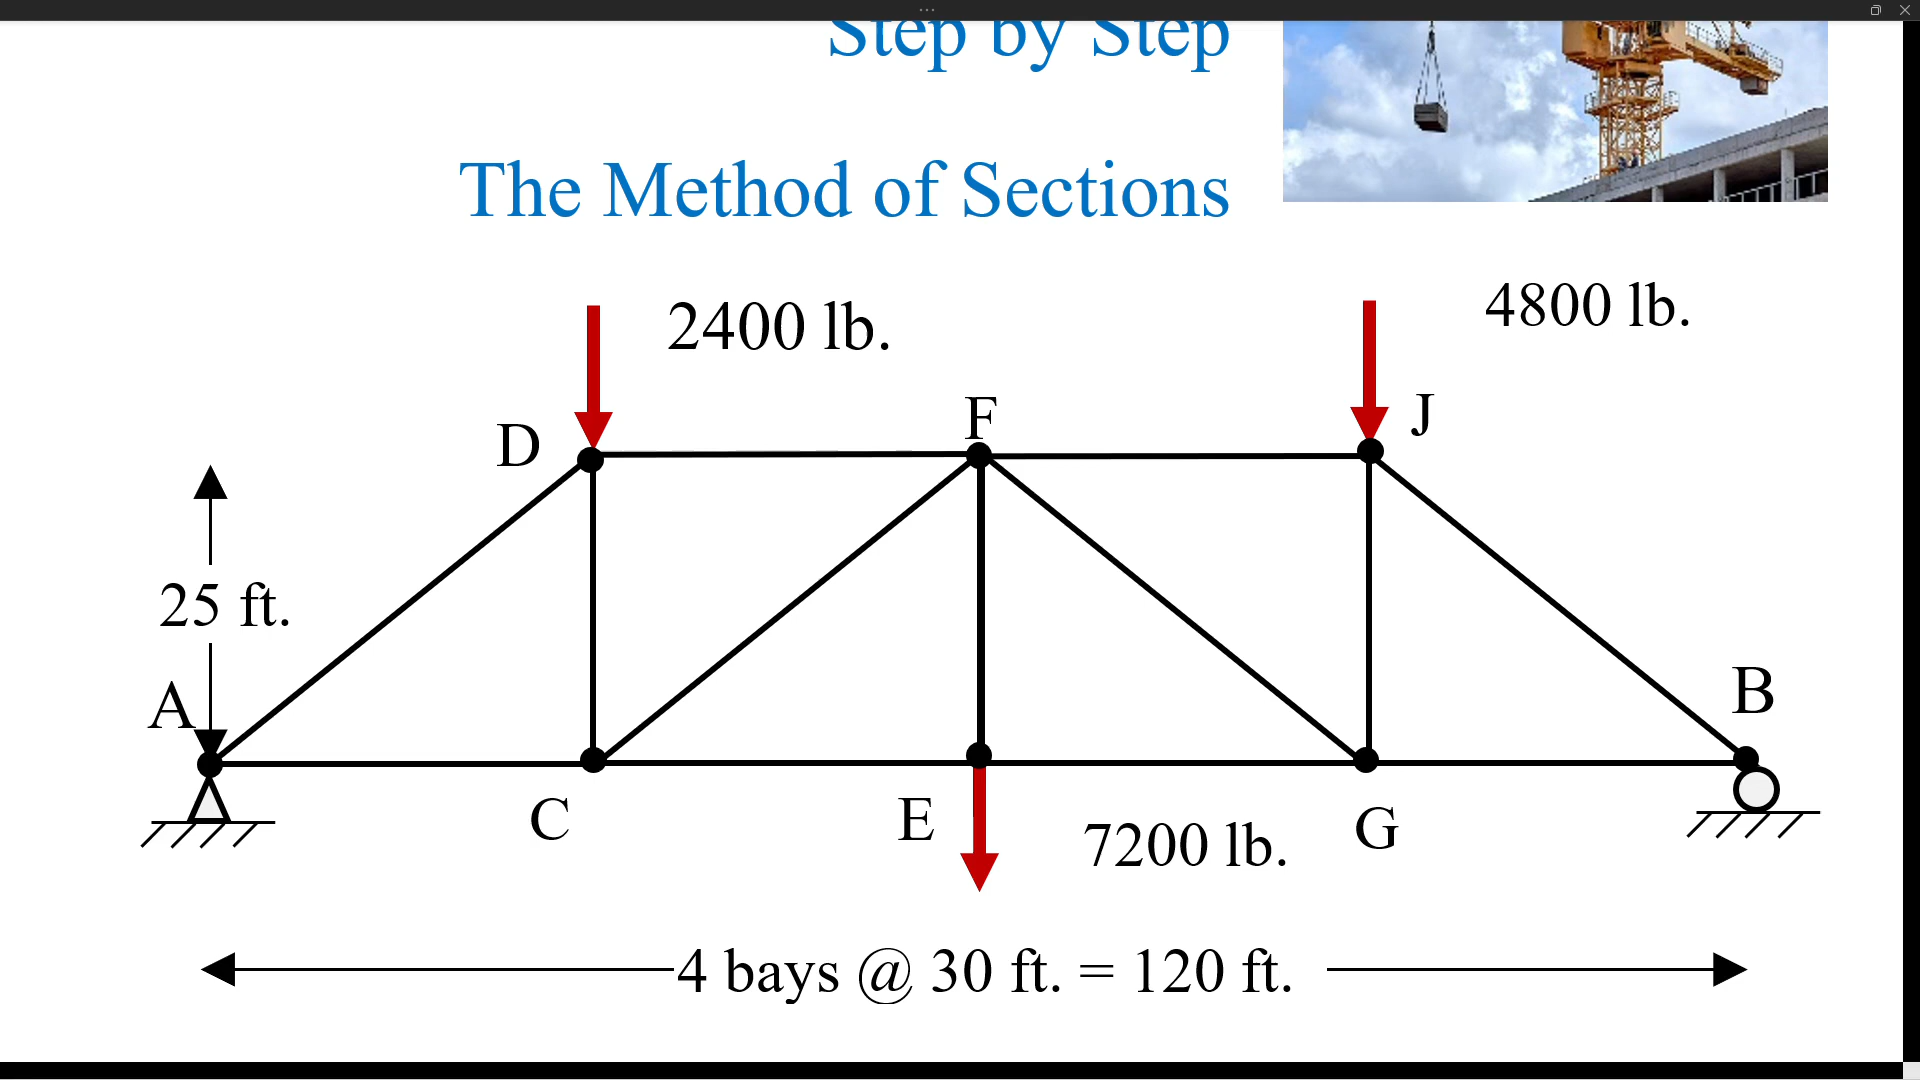 Step by Step
The Method of Sections
2400 lb.
4800 lb.
D
F
J
25 ft.
A
B
C
E
7200 lb.
G
4 bays @ 30 ft. = 120 ft.